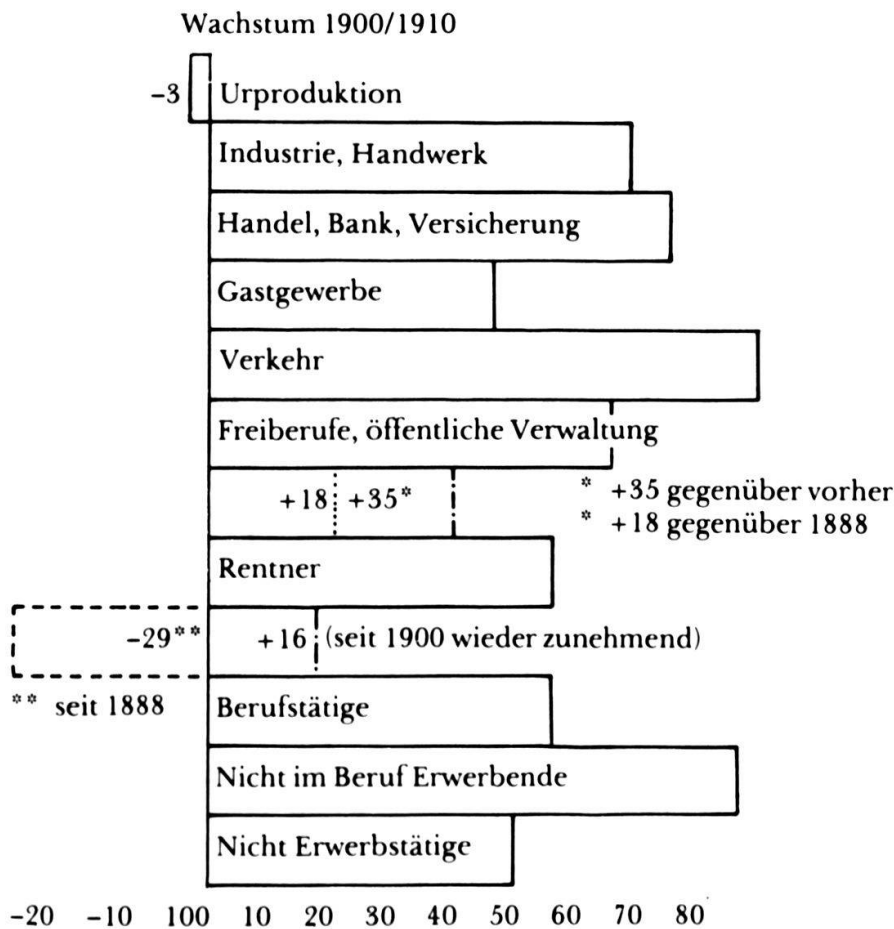 Wachstum 1900/1910
-3 Urproduktion
Industrie, Handwerk
Handel, Bank, Versicherung
Gastgewerbe
Verkehr
Freiberufe, öffentliche Verwaltung
+18 +35* * +35 gegenüber vorher
* +18 gegenüber 1888
Rentner
-29** +16 (seit 1900 wieder zunehmend)
** seit 1888 Berufstätige
Nicht im Beruf Erwerbende
Nicht Erwerbstätige
-20 -10 100 10 20 30 40 50 60 70 80